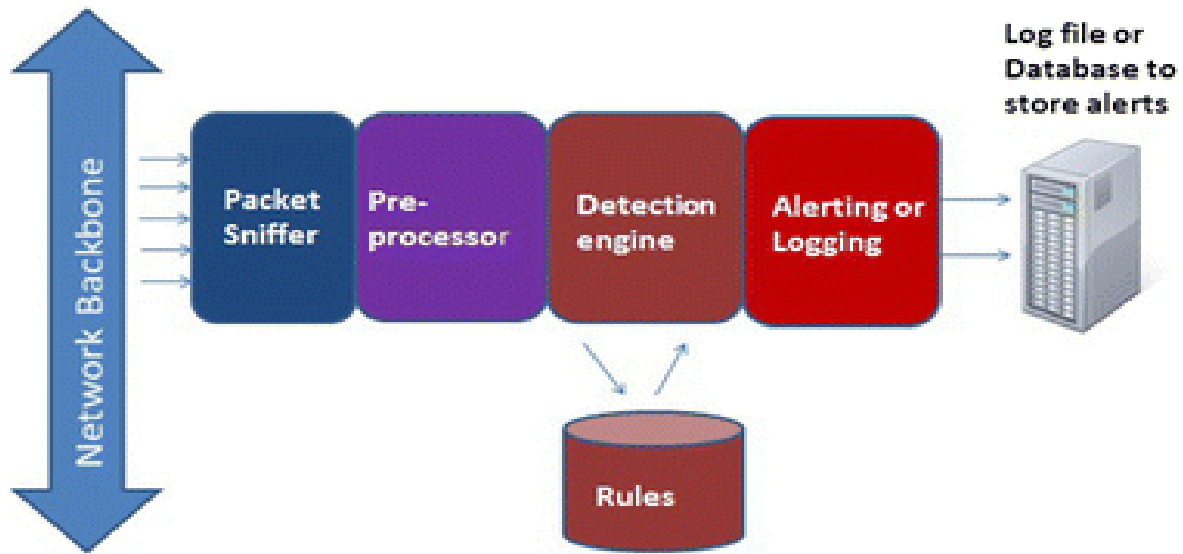 Network Backbone
Packet
Sniffer
Pre-
processor
Detection
engine
Alerting or
Logging
Log file or
Database to
store alerts
Rules